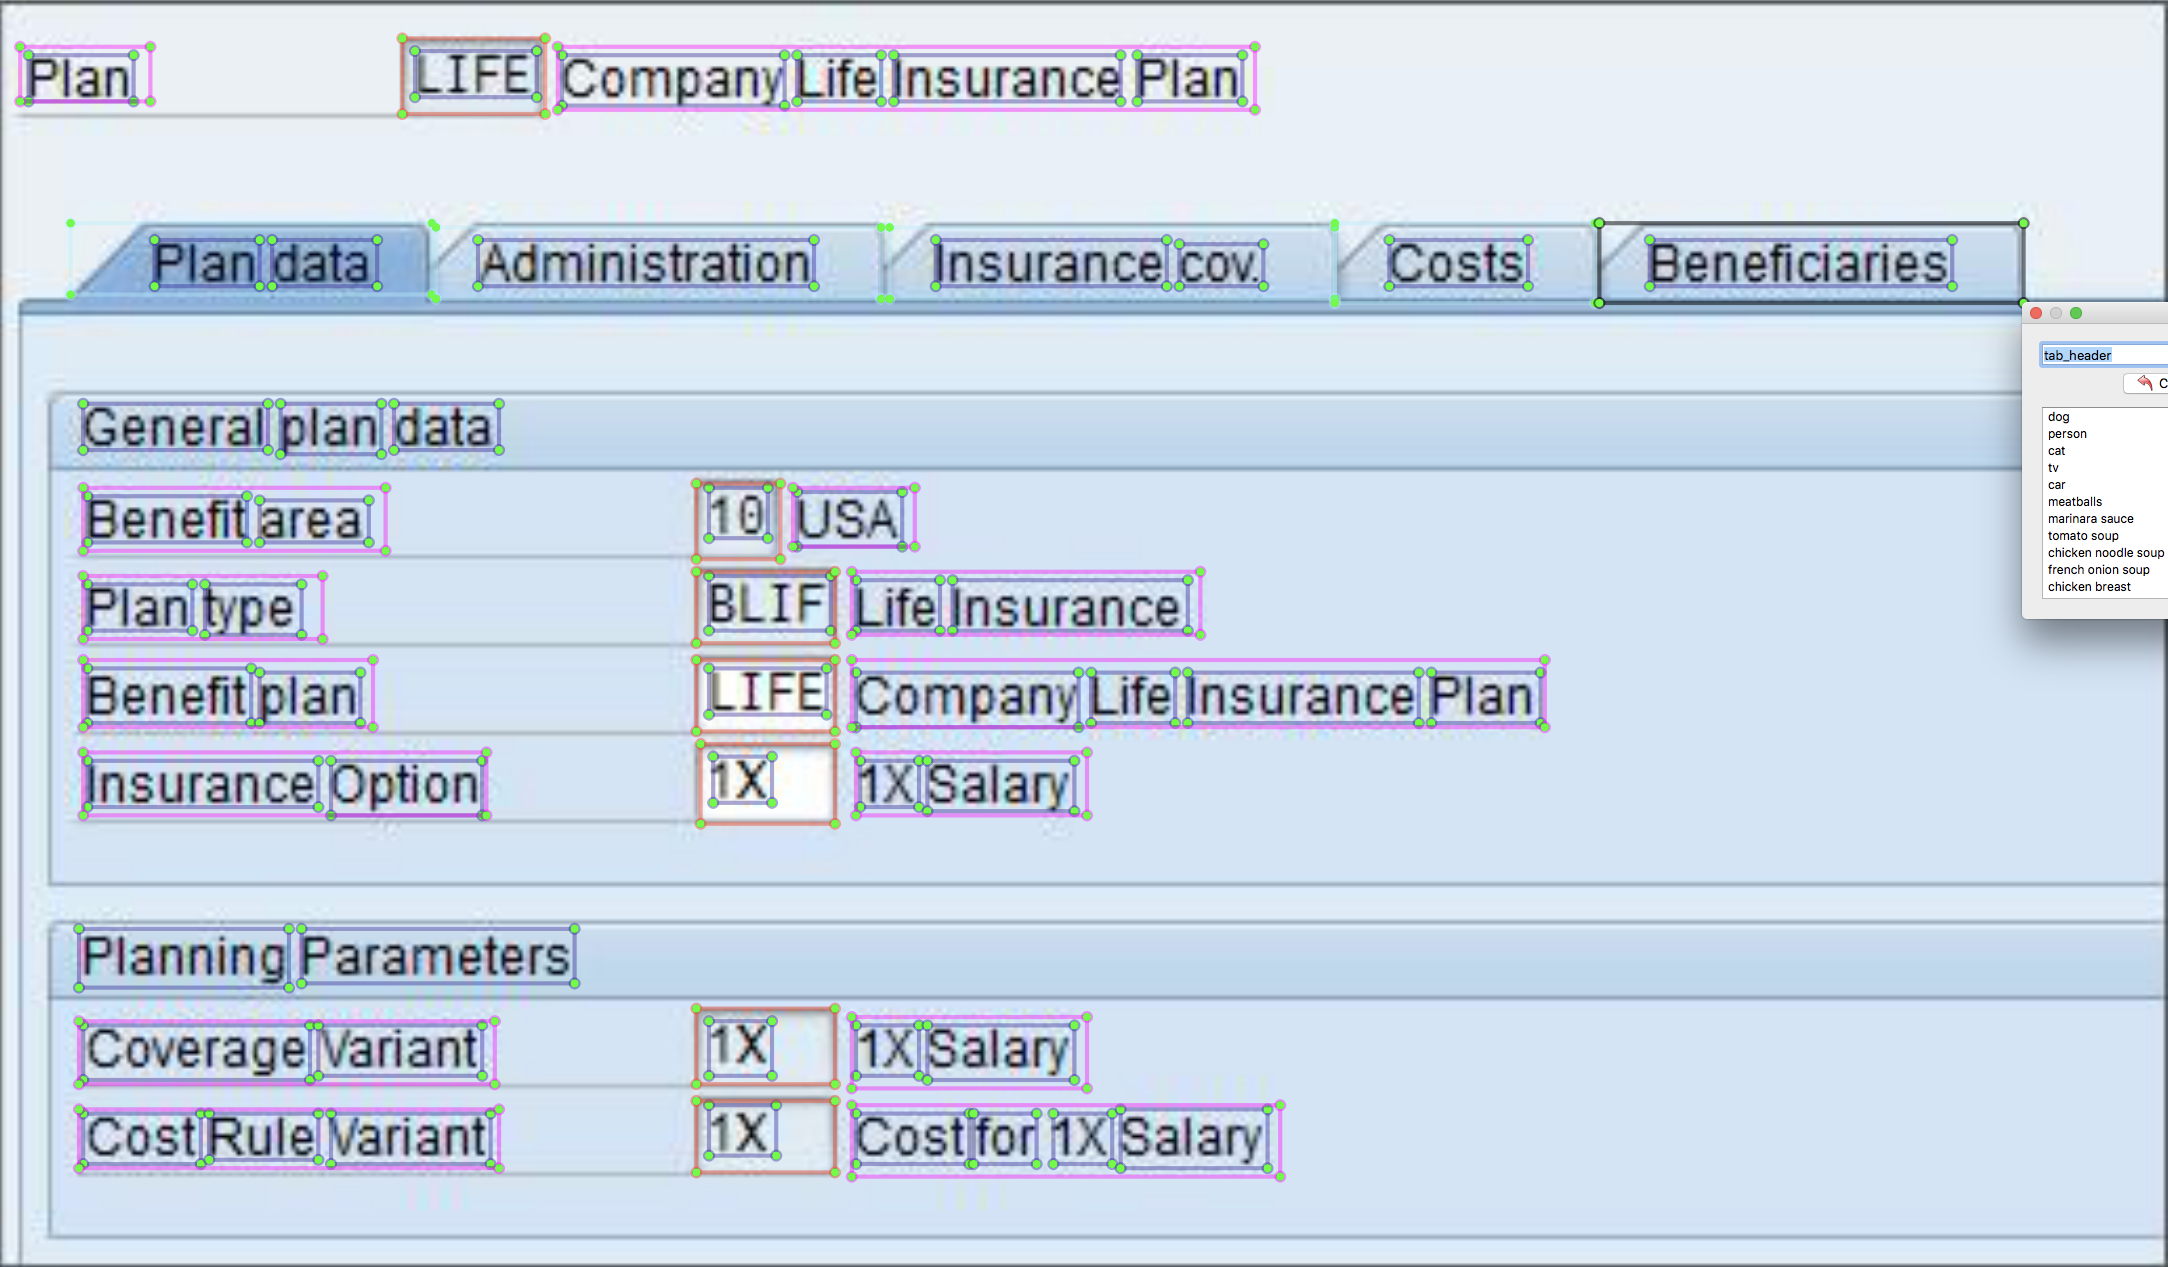 Plan LIFE Company Life Insurance Plan
Plan data Administration Insurance cov. Costs Beneficiaries
tab_header
C
dog
person
cat
tv
car
meatballs
marinara sauce
tomato soup
chicken noodle soup
french onion soup
chicken breast
General plan data
Benefit area 10 USA
Plan type BLIF Life Insurance
Benefit plan LIFE Company Life Insurance Plan
Insurance Option 1X 1X Salary
Planning Parameters
Coverage Variant 1X 1X Salary
Cost Rule Variant 1X Cost for 1X Salary